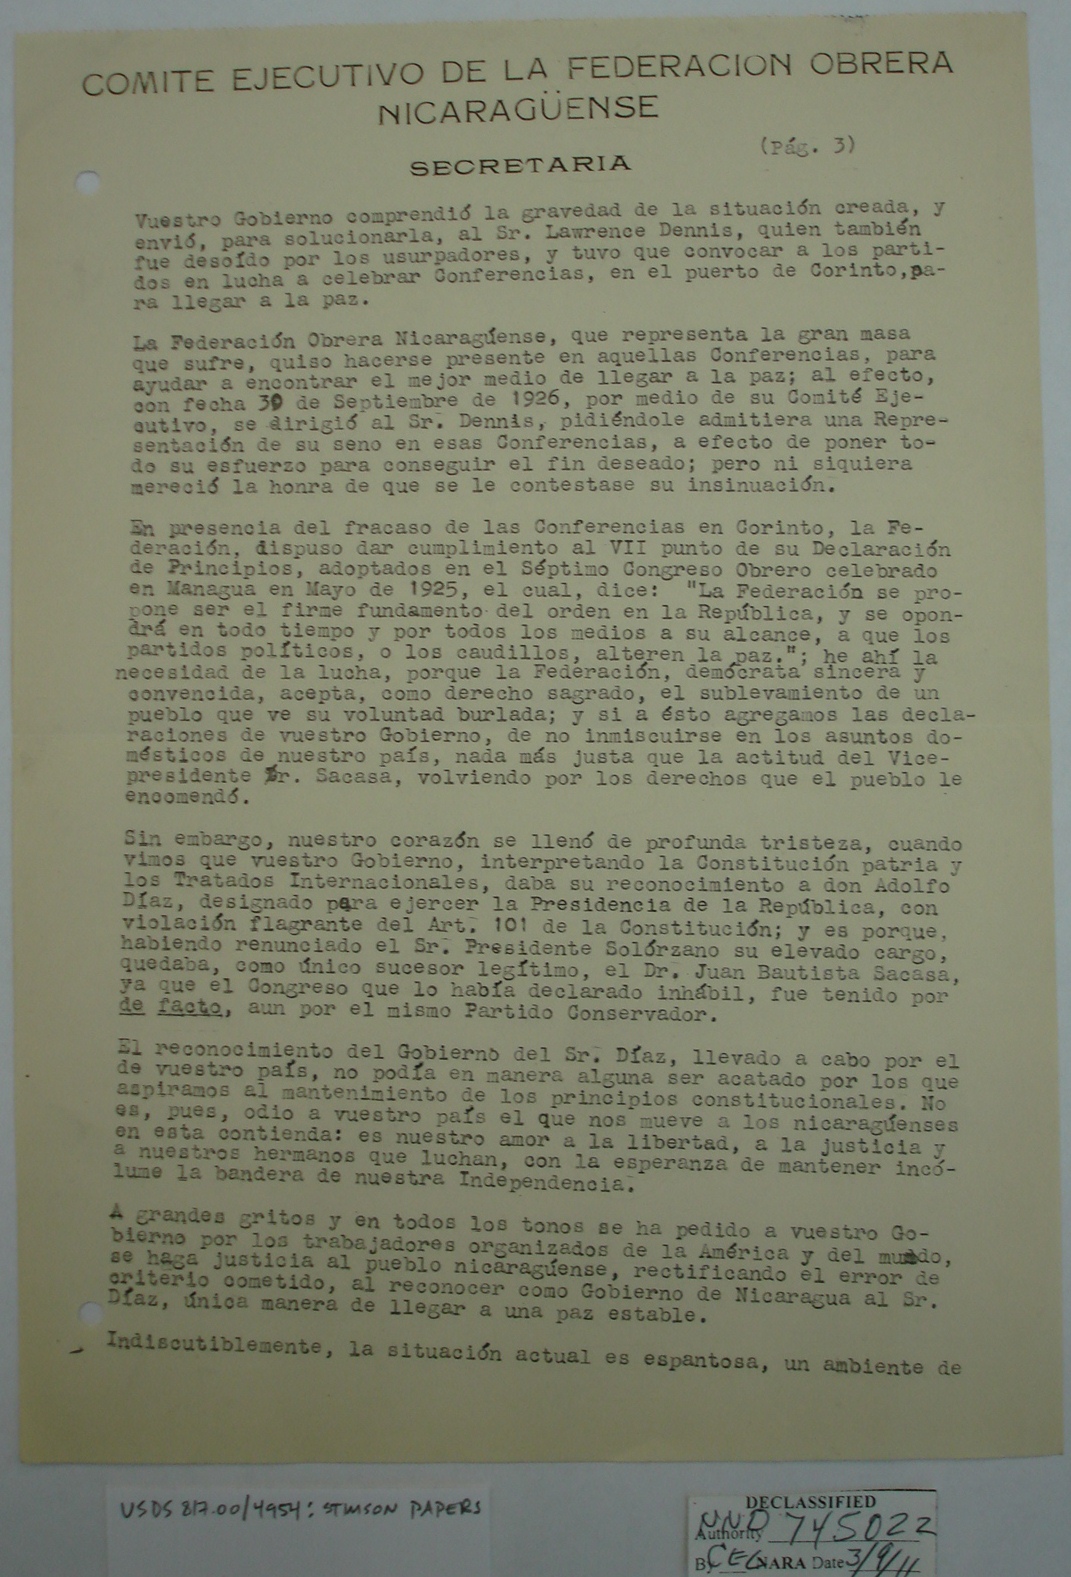 COMITE EJECUTIVO DE LA FEDERACION OBRERA
NICARAGÜENSE
SECRETARIA
(Pág. 3)
Vuestro Gobierno comprendió la gravedad de la situación creada, y
envió, para solucionarla, al Sr. Lawrence Dennis, quien también
fue desoído por los usurpadores, y tuvo que convocar a los parti-
dos en lucha a celebrar Conferencias, en el puerto de Corinto,pa-
ra llegar a la paz.
La Federación Obrera Nicaragúense, que representa la gran masa
que sufre, quiso hacerse presente en aquellas Conferencias, para
ayudar a encontrar el mejor medio de llegar a la paz; al efecto,
con fecha 30 de Septiembre de 1926, por medio de su Comité Eje-
cutivo, se dirigió al Sr. Dennis, pidiéndole admitiera una Repre-
sentación de su seno en esas Conferencias, a efecto de poner to-
do su esfuerzo para conseguir el fin deseado; pero ni siquiera
mereció la honra de que se le contestase su insinuación.
En presencia del fracaso de las Conferencias en Corinto, la Fe-
deración, dispuso dar cumplimiento al VII punto de su Declaración
de Principios, adoptados en el Séptimo Congreso Obrero celebrado
en Managua en Mayo de 1925, el cual, dice: "La Federación se pro-
pone ser el firme fundamento del orden en la República, y se opon-
drá en todo tiempo y por todos los medios a su alcance, a que los
partidos políticos, o los caudillos, alteren la paz."; he ahí la
necesidad de la lucha, porque la Federación, demócrata sincera y
convencida, acepta, como derecho sagrado, el sublevamiento de un
pueblo que ve su voluntad burlada; y si a ésto agregamos las decla-
raciones de vuestro Gobierno, de no inmiscuirse en los asuntos do-
mésticos de nuestro país, nada más justa que la actitud del Vice-
presidente Dr. Sacasa, volviendo por los derechos que el pueblo le
encomendó.
Sin embargo, nuestro corazón se llenó de profunda tristeza, cuando
vimos que vuestro Gobierno, interpretando la Constitución patria y
los Tratados Internacionales, daba su reconocimiento a don Adolfo
Díaz, designado para ejercer la Presidencia de la República, con
violación flagrante del Art. 101 de la Constitución; y es porque,
habiendo renunciado el Sr. Presidente Solórzano su elevado cargo,
quedaba, como único sucesor legítimo, el Dr. Juan Bautista Sacasa,
ya que el Congreso que lo había declarado inhábil, fue tenido por
de facto, aun por el mismo Partido Conservador.
El reconocimiento del Gobierno del Sr. Díaz, llevado a cabo por el
de vuestro país, no podía en manera alguna ser acatado por los que
aspiramos al mantenimiento de los principios constitucionales. No
es, pues, odio a vuestro país el que nos mueve a los nicaragúenses
en esta contienda: es nuestro amor a la libertad, a la justicia y
a nuestros hermanos que luchan, con la esperanza de mantener incó-
lume la bandera de nuestra Independencia.
A grandes gritos y en todos los tonos se ha pedido a vuestro Go-
bierno por los trabajadores organizados de la América y del mundo,
se haga justicia al pueblo nicaragúense, rectificando el error de
criterio cometido, al reconocer como Gobierno de Nicaragua al Sr.
Díaz, única manera de llegar a una paz estable.
Indiscutiblemente, la situación actual es espantosa, un ambiente de
USDS 817.00/4954: STIMSON PAPERS
DECLASSIFIED
Authority NND 745022
By CEG NARA Date 3/9/11